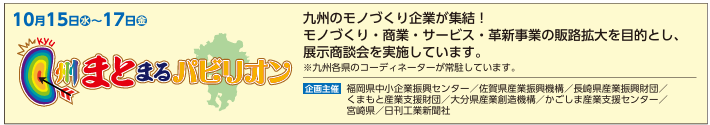 10月15日水〜17日金
kyu
九州まとまるパビリオン
九州のモノづくり企業が集結！
モノづくり・商業・サービス・革新事業の販路拡大を目的とし、
展示商談会を実施しています。
※九州各県のコーディネーターが常駐しています。
企画主催 福岡県中小企業振興センター／佐賀県産業振興機構／長崎県産業振興財団／
くまもと産業支援財団／大分県産業創造機構／かごしま産業支援センター／
宮崎県／日刊工業新聞社